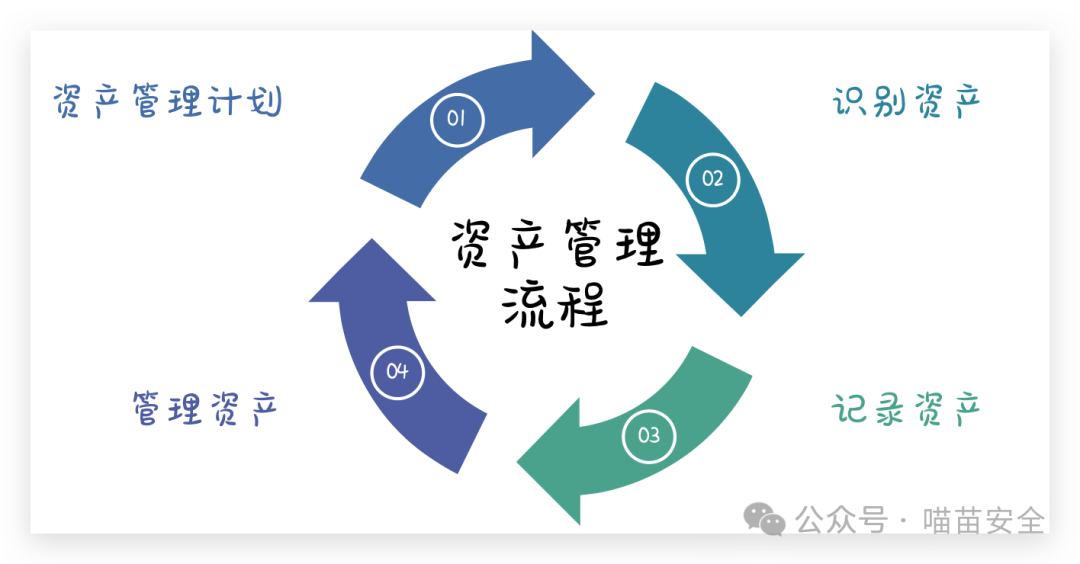 资产管理计划
01
识别资产
02
资产管理
流程
04
管理资产
03
记录资产
公众号 · 喵苗安全